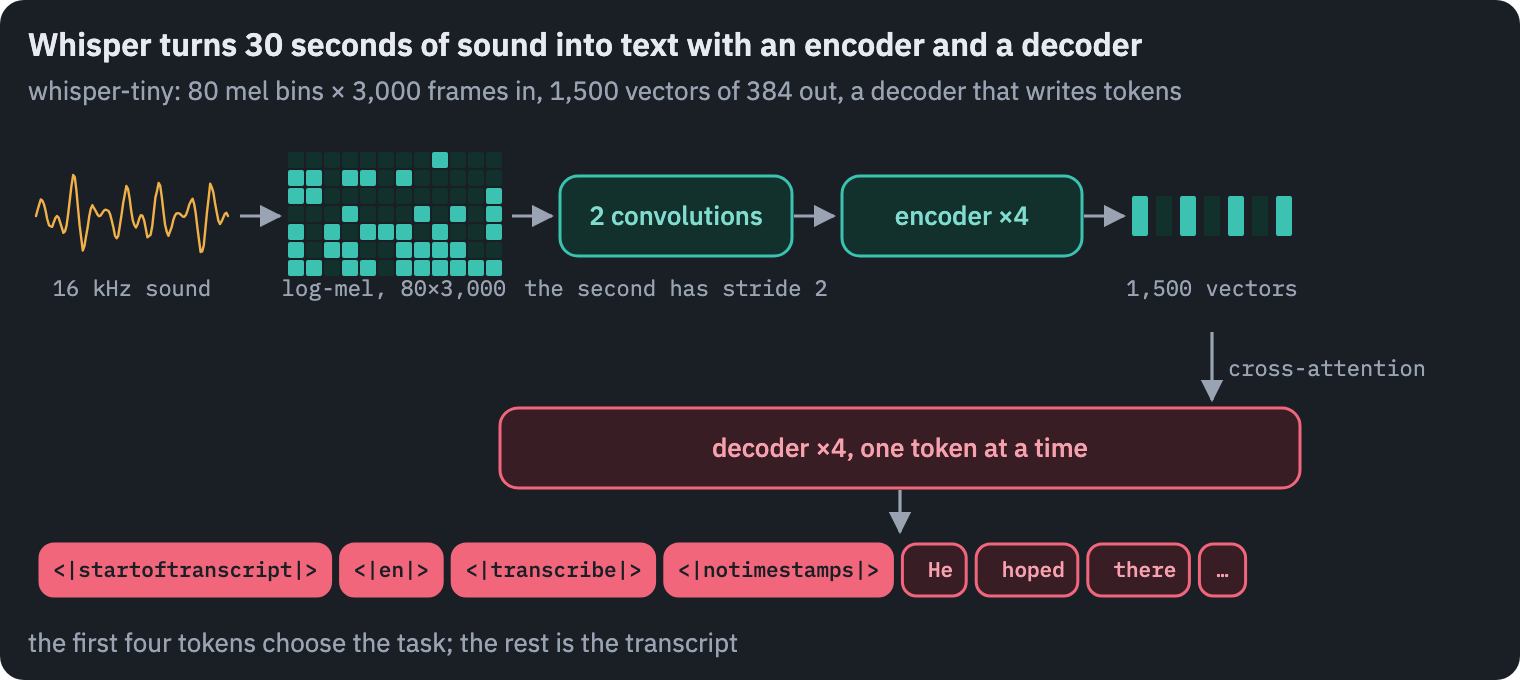 Whisper turns 30 seconds of sound into text with an encoder and a decoder
whisper-tiny: 80 mel bins × 3,000 frames in, 1,500 vectors of 384 out, a decoder that writes tokens
2 convolutions
encoder ×4
16 kHz sound
log-mel, 80×3,000
the second has stride 2
1,500 vectors
cross-attention
decoder ×4, one token at a time
<|startoftranscript|> <|en|> <|transcribe|> <|notimestamps|> He hoped there …
the first four tokens choose the task; the rest is the transcript